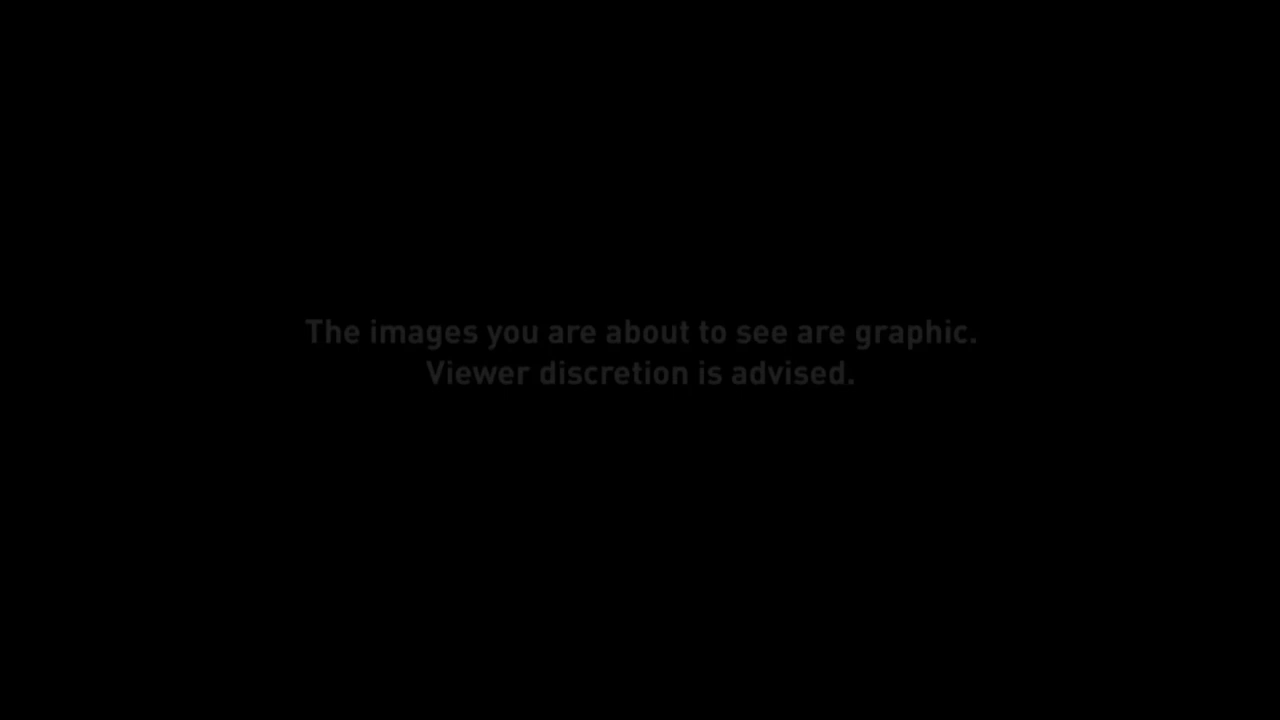 The images you are about to see are graphic.
Viewer discretion is advised.